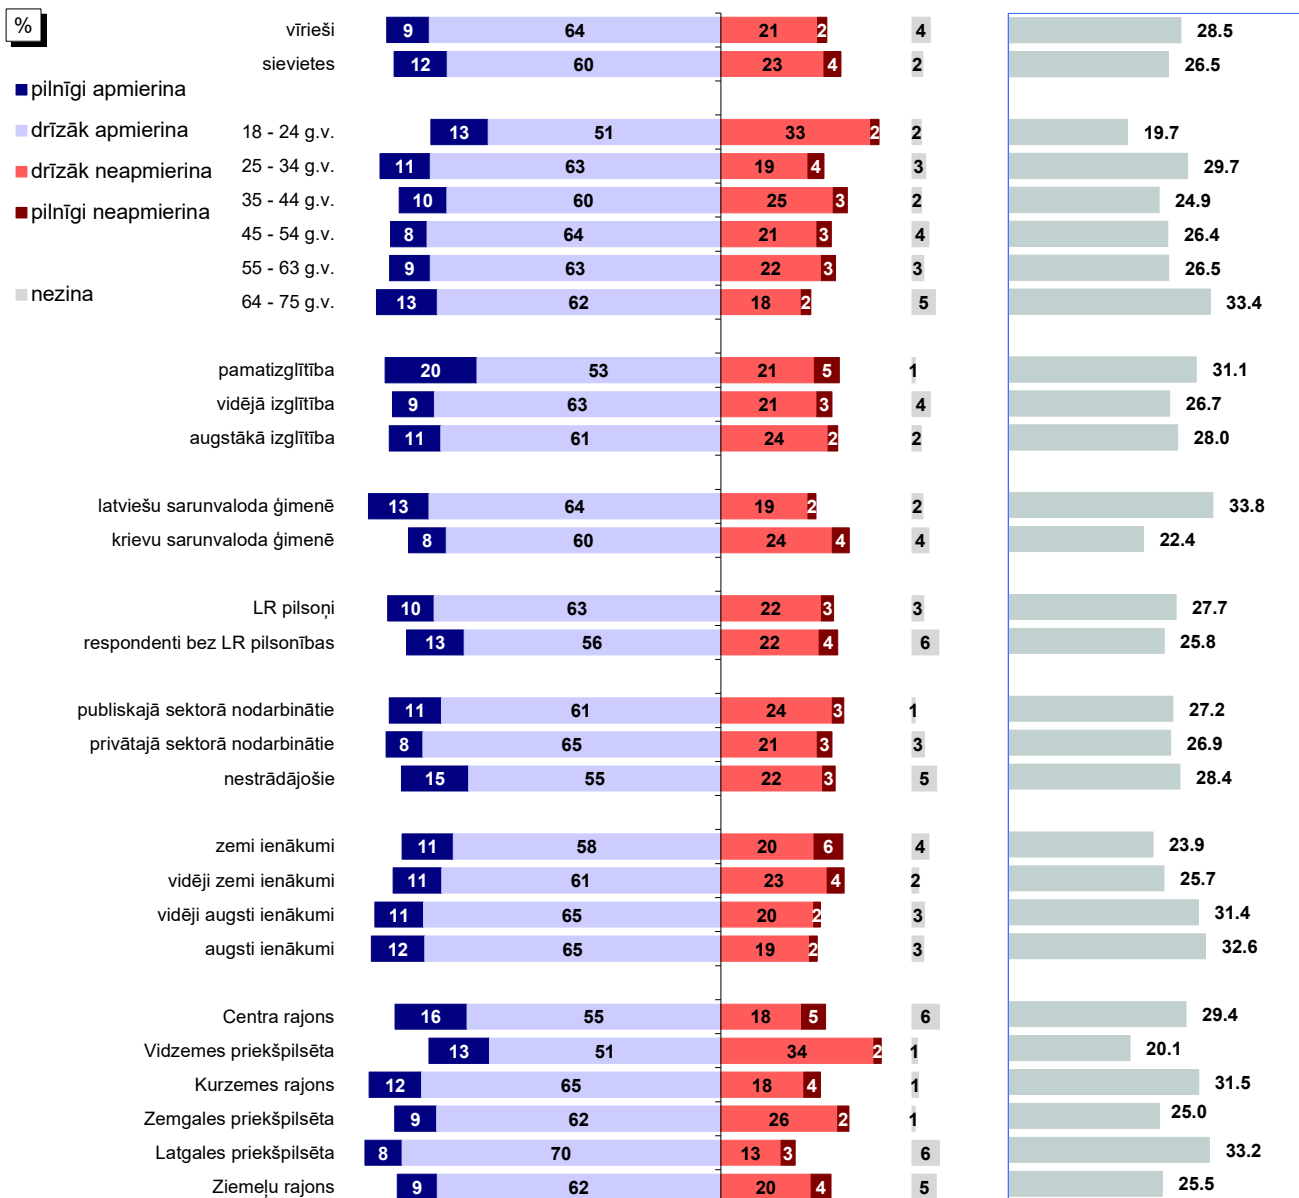 %
pilnīgi apmierina
drīzāk apmierina
drīzāk neapmierina
pilnīgi neapmierina
nezina
vīrieši 9 64 21 2 4 28.5
sievietes 12 60 23 4 2 26.5
18 - 24 g.v. 13 51 33 2 2 19.7
25 - 34 g.v. 11 63 19 4 3 29.7
35 - 44 g.v. 10 60 25 3 2 24.9
45 - 54 g.v. 8 64 21 3 4 26.4
55 - 63 g.v. 9 63 22 3 3 26.5
64 - 75 g.v. 13 62 18 2 5 33.4
pamatizglītība 20 53 21 5 1 31.1
vidējā izglītība 9 63 21 3 4 26.7
augstākā izglītība 11 61 24 2 2 28.0
latviešu sarunvaloda ģimenē 13 64 19 2 2 33.8
krievu sarunvaloda ģimenē 8 60 24 4 4 22.4
LR pilsoņi 10 63 22 3 3 27.7
respondenti bez LR pilsonības 13 56 22 4 6 25.8
publiskajā sektorā nodarbinātie 11 61 24 3 1 27.2
privātajā sektorā nodarbinātie 8 65 21 3 3 26.9
nestrādājošie 15 55 22 3 5 28.4
zemi ienākumi 11 58 20 6 4 23.9
vidēji zemi ienākumi 11 61 23 4 2 25.7
vidēji augsti ienākumi 11 65 20 2 3 31.4
augsti ienākumi 12 65 19 2 3 32.6
Centra rajons 16 55 18 5 6 29.4
Vidzemes priekšpilsēta 13 51 34 2 1 20.1
Kurzemes rajons 12 65 18 4 1 31.5
Zemgales priekšpilsēta 9 62 26 2 1 25.0
Latgales priekšpilsēta 8 70 13 3 6 33.2
Ziemeļu rajons 9 62 20 4 5 25.5